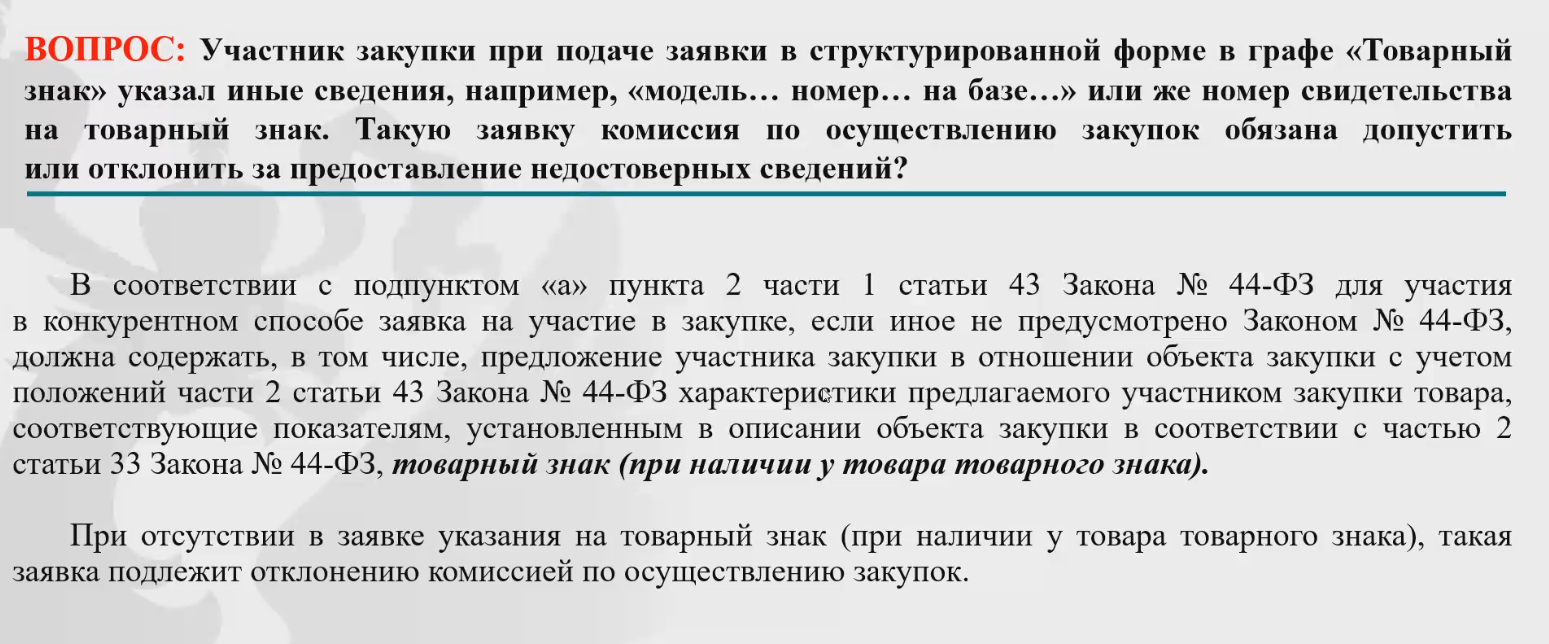 ВОПРОС: Участник закупки при подаче заявки в структурированной форме в графе «Товарный
знак» указал иные сведения, например, «модель… номер… на базе…» или же номер свидетельства
на товарный знак. Такую заявку комиссия по осуществлению закупок обязана допустить
или отклонить за предоставление недостоверных сведений?
В соответствии с подпунктом «а» пункта 2 части 1 статьи 43 Закона № 44-ФЗ для участия
в конкурентном способе заявка на участие в закупке, если иное не предусмотрено Законом № 44-ФЗ,
должна содержать, в том числе, предложение участника закупки в отношении объекта закупки с учетом
положений части 2 статьи 43 Закона № 44-ФЗ характеристики предлагаемого участником закупки товара,
соответствующие показателям, установленным в описании объекта закупки в соответствии с частью 2
статьи 33 Закона № 44-ФЗ, товарный знак (при наличии у товара товарного знака).
При отсутствии в заявке указания на товарный знак (при наличии у товара товарного знака), такая
заявка подлежит отклонению комиссией по осуществлению закупок.